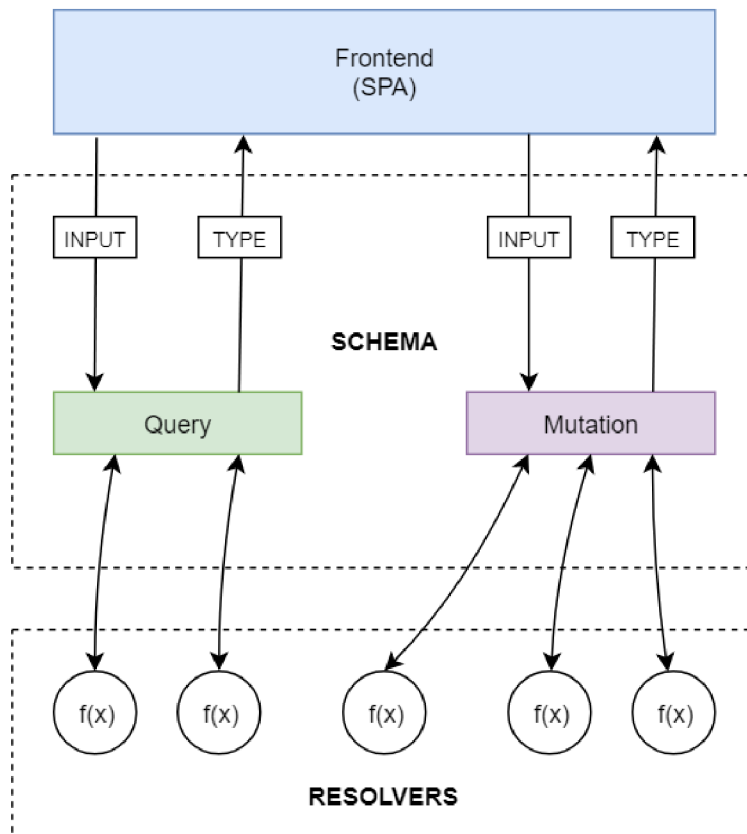 Frontend
(SPA)
INPUT
TYPE
INPUT
TYPE
SCHEMA
Query
Mutation
f(x)
f(x)
f(x)
f(x)
f(x)
RESOLVERS